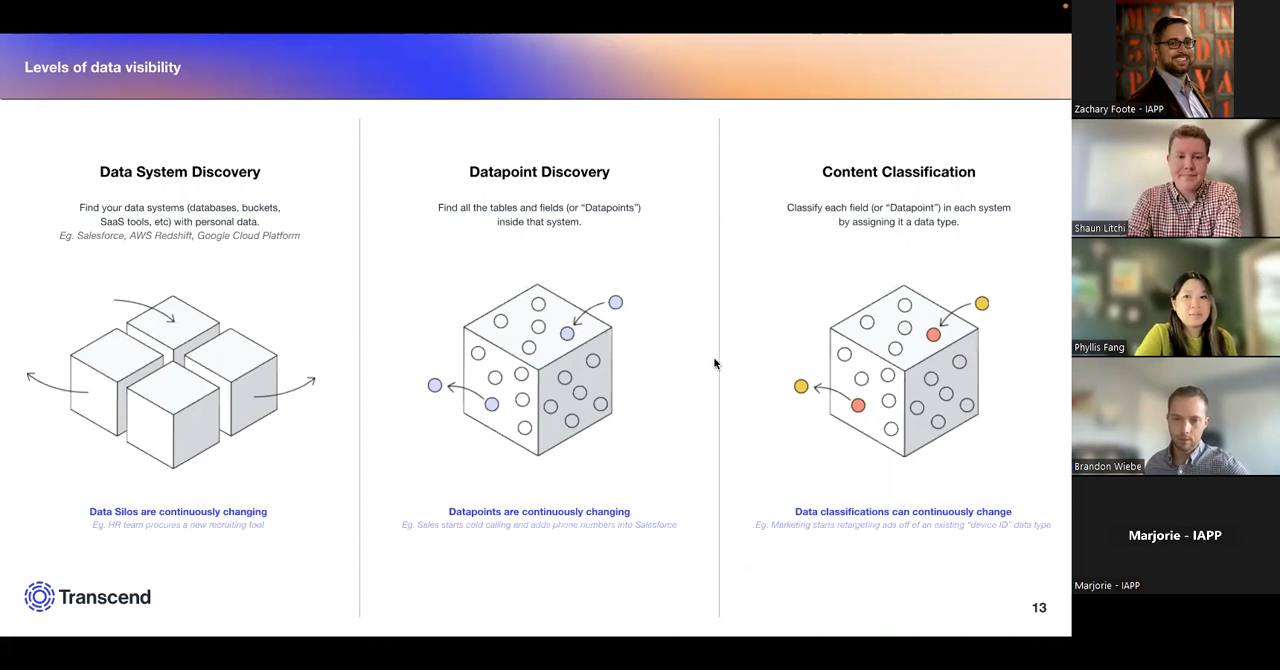 Levels of data visibility
Data System Discovery
Find your data systems (databases, buckets,
SaaS tools, etc) with personal data.
Eg. Salesforce, AWS Redshift, Google Cloud Platform
Data Silos are continuously changing
Eg. HR team procures a new recruiting tool
Datapoint Discovery
Find all the tables and fields (or “Datapoints”)
inside that system.
Datapoints are continuously changing
Eg. Sales starts cold calling and adds phone numbers into Salesforce
Content Classification
Classify each field (or “Datapoint”) in each system
by assigning it a data type.
Data classifications can continuously change
Eg. Marketing starts retargeting ads off of an existing “device ID” data type
Transcend
13
Zachary Foote - IAPP
Shaun Litchi
Phyllis Fang
Brandon Wiebe
Marjorie - IAPP
Marjorie - IAPP